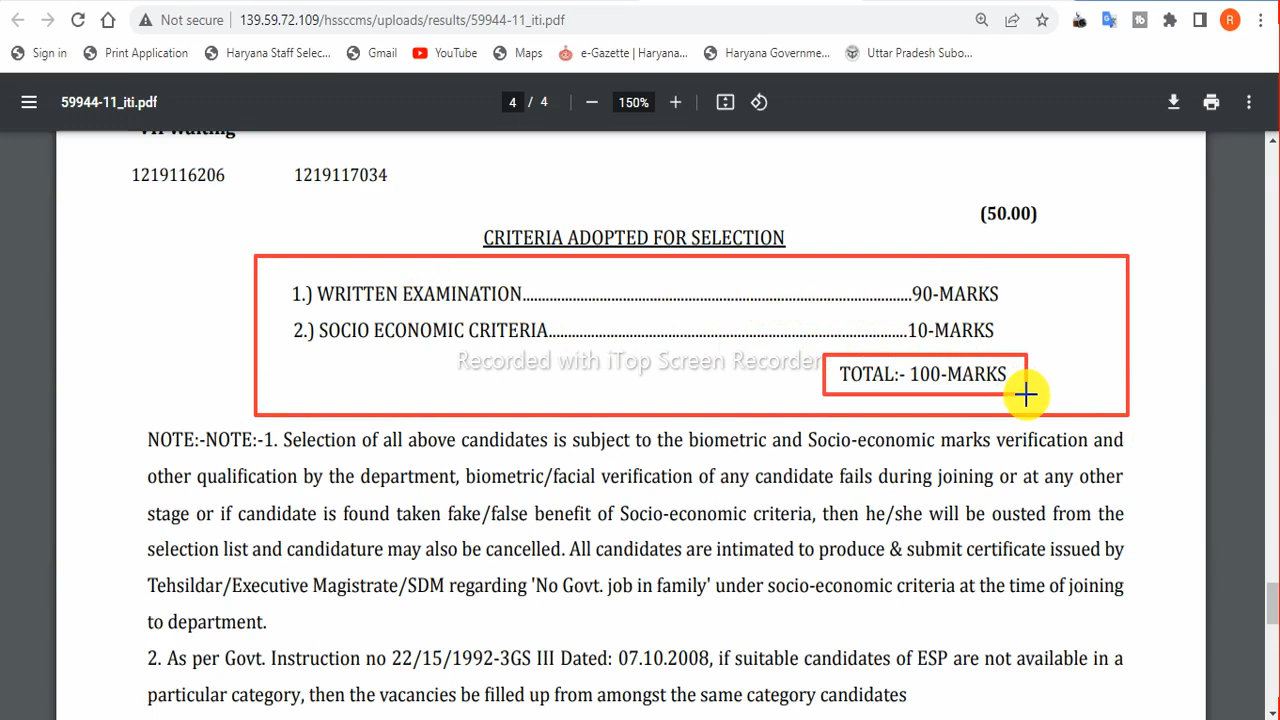 Not secure 139.59.72.109/hssccms/uploads/results/59944-11_iti.pdf
R
Sign in Print Application Haryana Staff Selec... Gmail YouTube Maps e-Gazette | Haryana... Haryana Governme... Uttar Pradesh Subo...
59944-11_iti.pdf 4 / 4 150%
VH Waiting
1219116206 1219117034
(50.00)
CRITERIA ADOPTED FOR SELECTION
1.) WRITTEN EXAMINATION...............................................................................................90-MARKS
2.) SOCIO ECONOMIC CRITERIA........................................................................................10-MARKS
Recorded with iTop Screen Recorder
TOTAL:- 100-MARKS
NOTE:-NOTE:-1. Selection of all above candidates is subject to the biometric and Socio-economic marks verification and
other qualification by the department, biometric/facial verification of any candidate fails during joining or at any other
stage or if candidate is found taken fake/false benefit of Socio-economic criteria, then he/she will be ousted from the
selection list and candidature may also be cancelled. All candidates are intimated to produce & submit certificate issued by
Tehsildar/Executive Magistrate/SDM regarding 'No Govt. job in family' under socio-economic criteria at the time of joining
to department.
2. As per Govt. Instruction no 22/15/1992-3GS III Dated: 07.10.2008, if suitable candidates of ESP are not available in a
particular category, then the vacancies be filled up from amongst the same category candidates